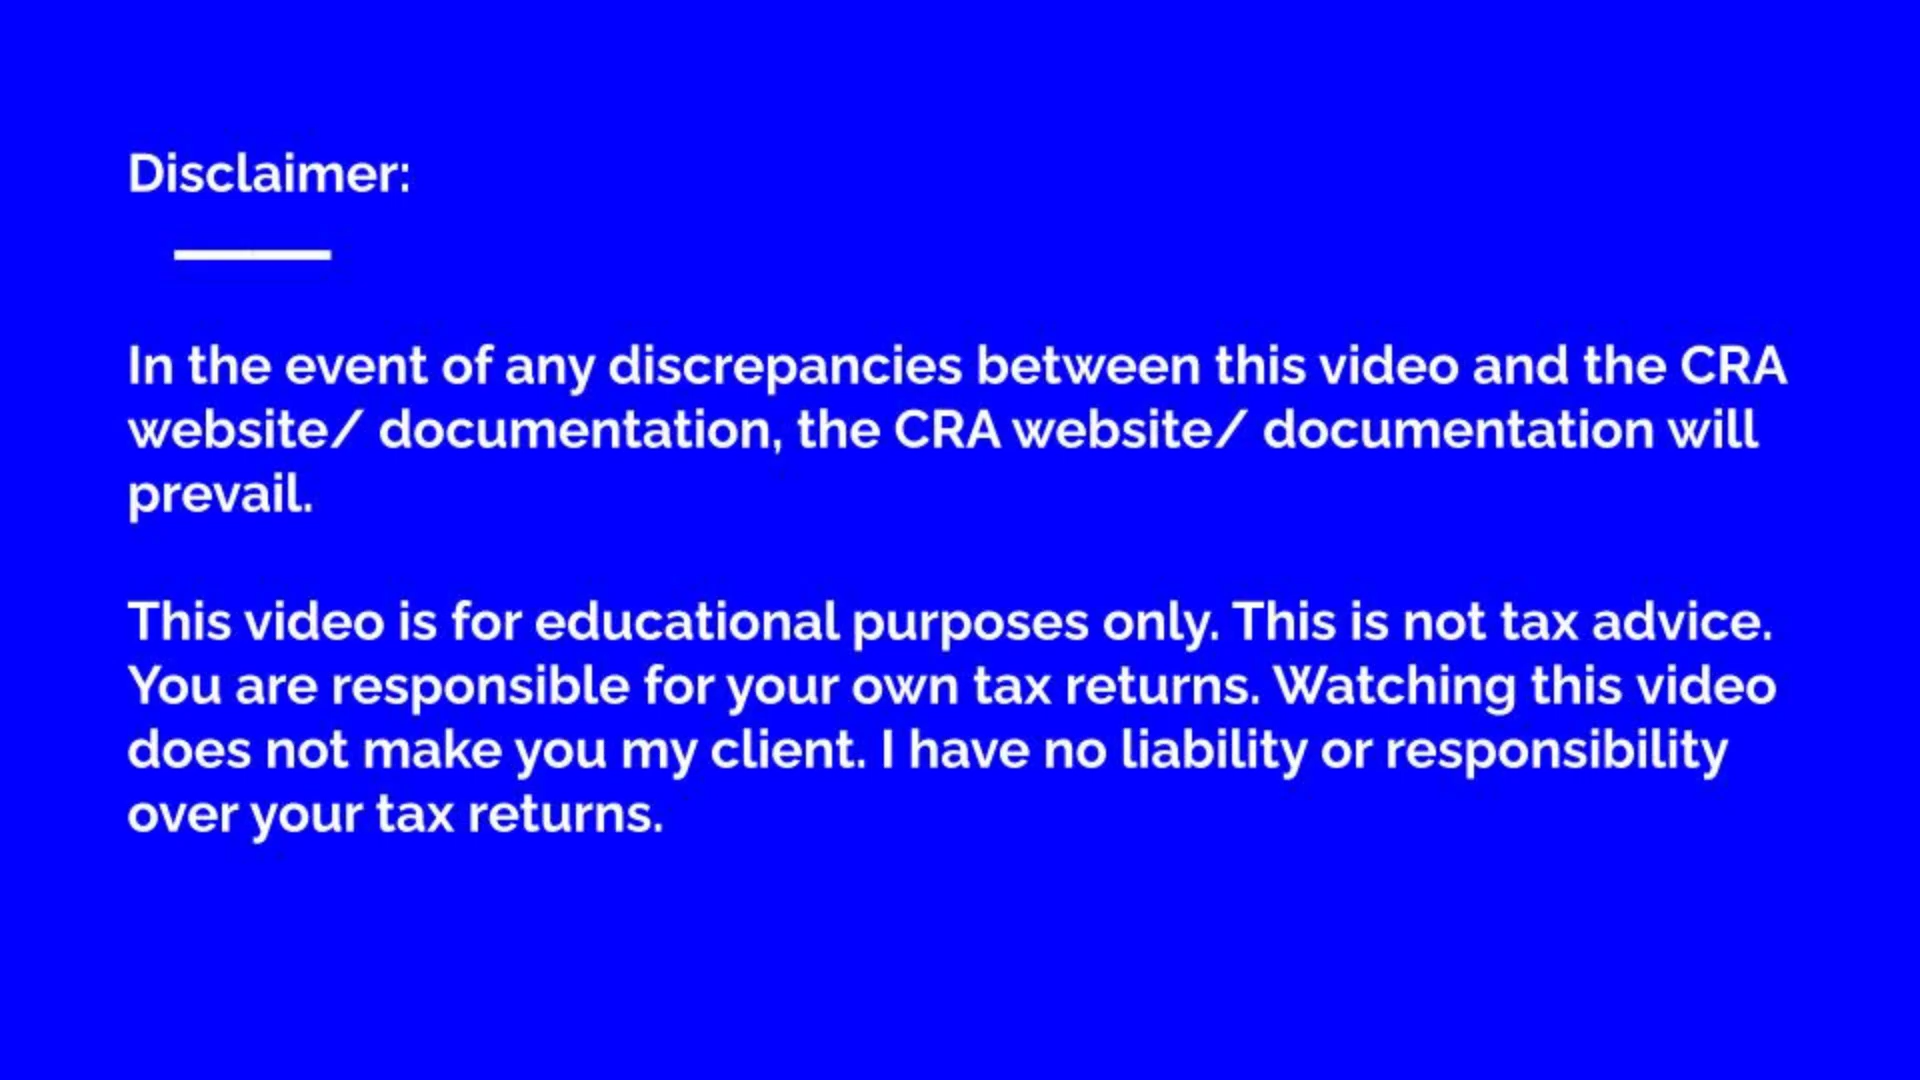 Disclaimer:
In the event of any discrepancies between this video and the CRA
website/ documentation, the CRA website/ documentation will
prevail.
This video is for educational purposes only. This is not tax advice.
You are responsible for your own tax returns. Watching this video
does not make you my client. I have no liability or responsibility
over your tax returns.